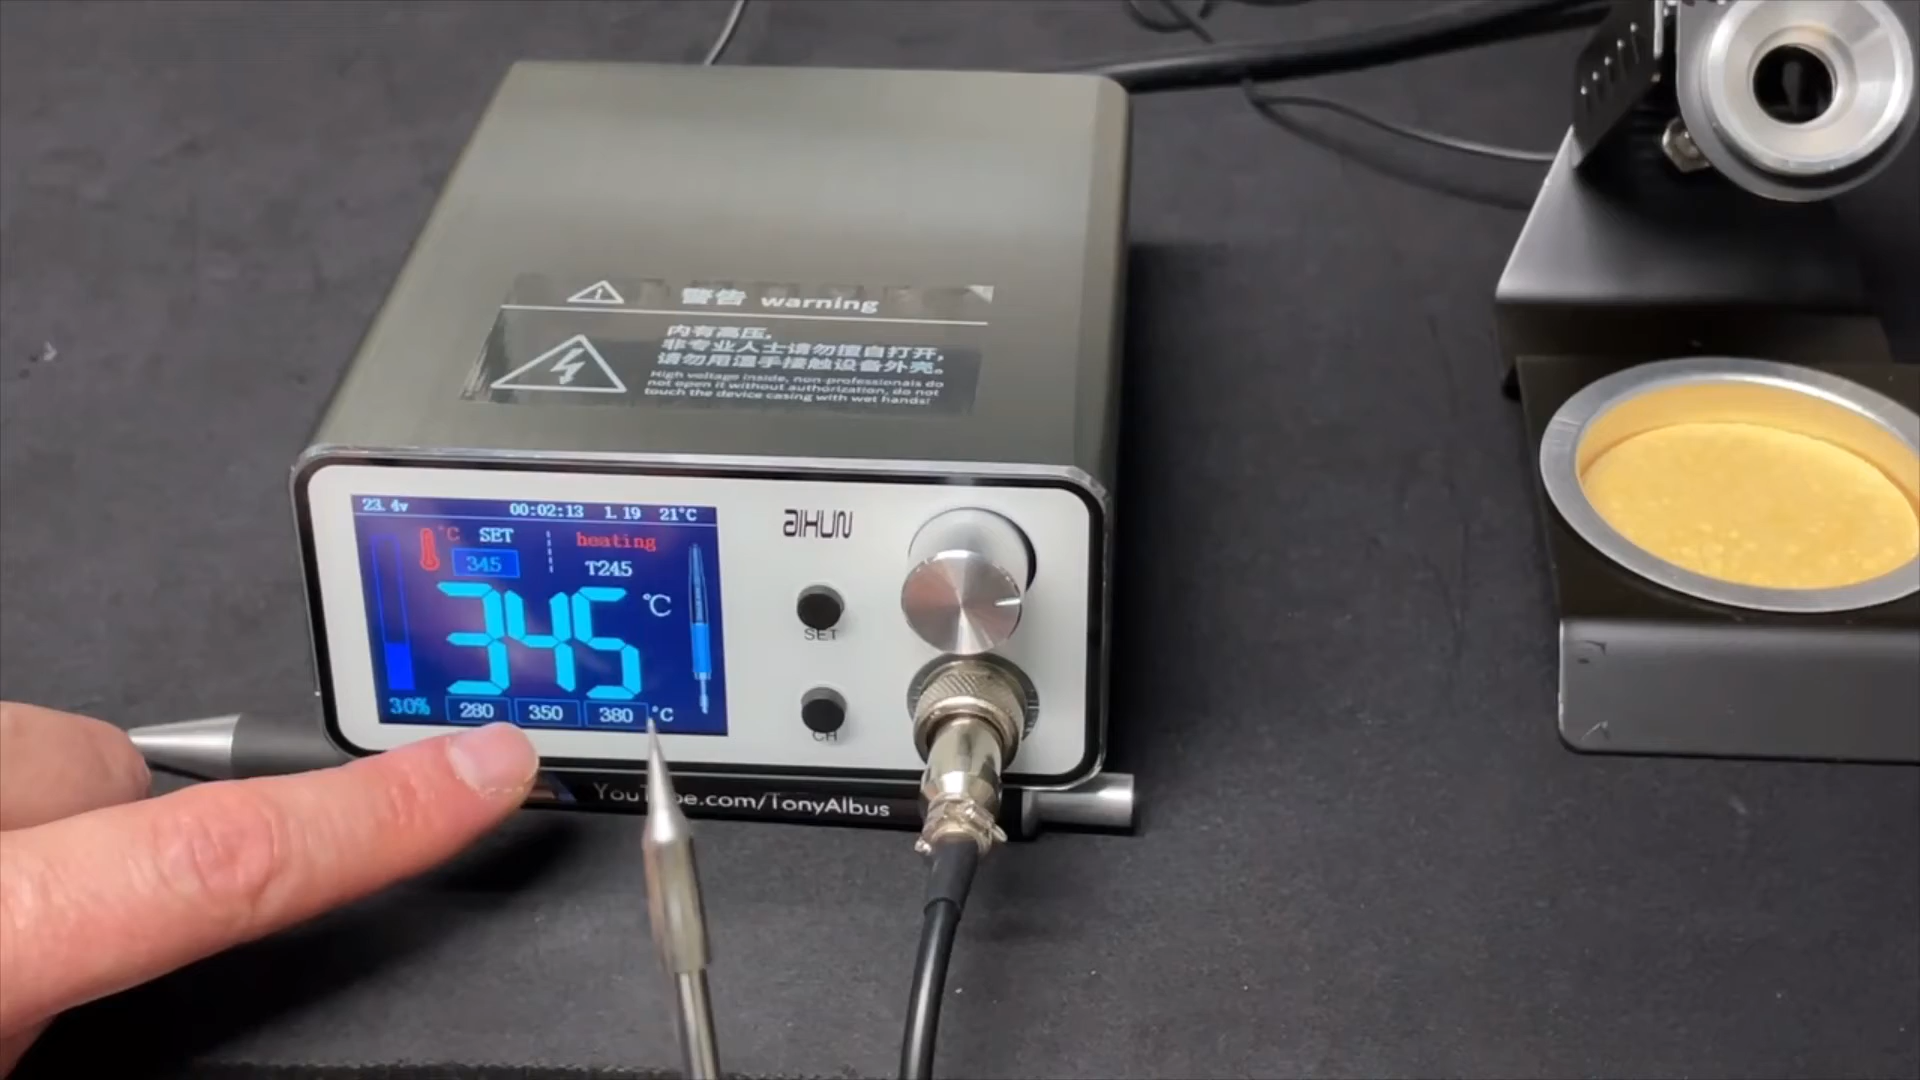 警告 warning
内有高压,
非专业人士请勿擅自打开,
请勿用湿手接触设备外壳。
High voltage inside, non-professionals do
not open it without authorization, do not
touch the device casing with wet hands!
23.4v 00:02:13 1.19 21°C
°C SET heating
345 T245
345 °C
30% 280 350 380 °C
AIXUN
SET
CH
YouTube.com/TonyAlbus